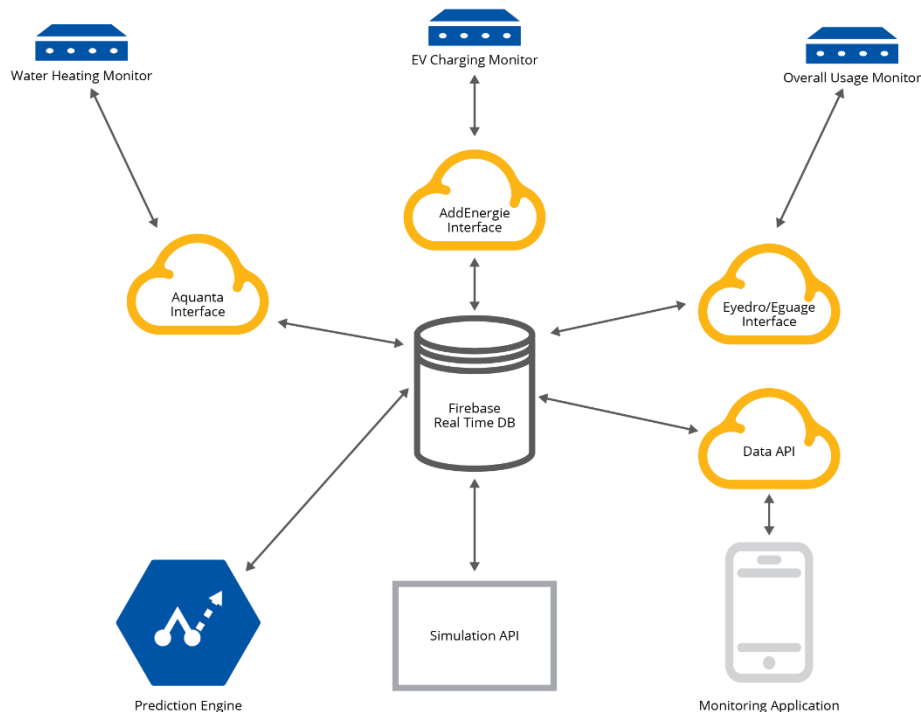 Water Heating Monitor
EV Charging Monitor
Overall Usage Monitor
AddEnergie
Interface
Aquanta
Interface
Eyedro/Eguage
Interface
Firebase
Real Time DB
Data API
Simulation API
Prediction Engine
Monitoring Application